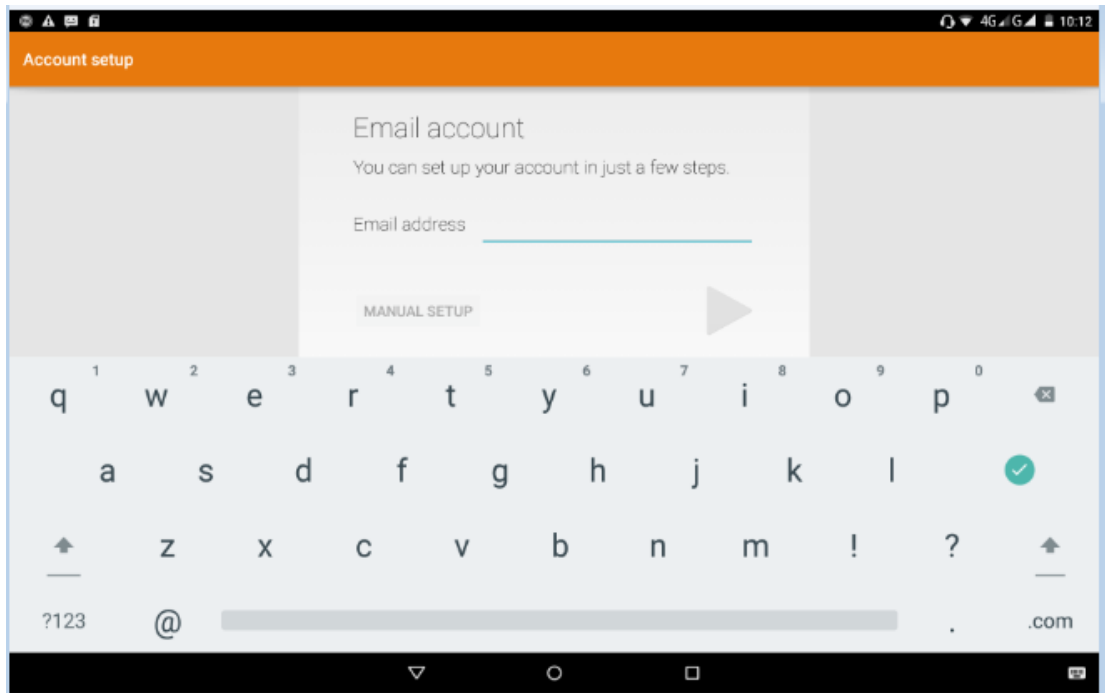 4G G 10:12
Account setup
Email account
You can set up your account in just a few steps.
Email address
MANUAL SETUP
1 2 3 4 5 6 7 8 9 0
q w e r t y u i o p
a s d f g h j k l
z x c v b n m ! ?
?123 @ . .com